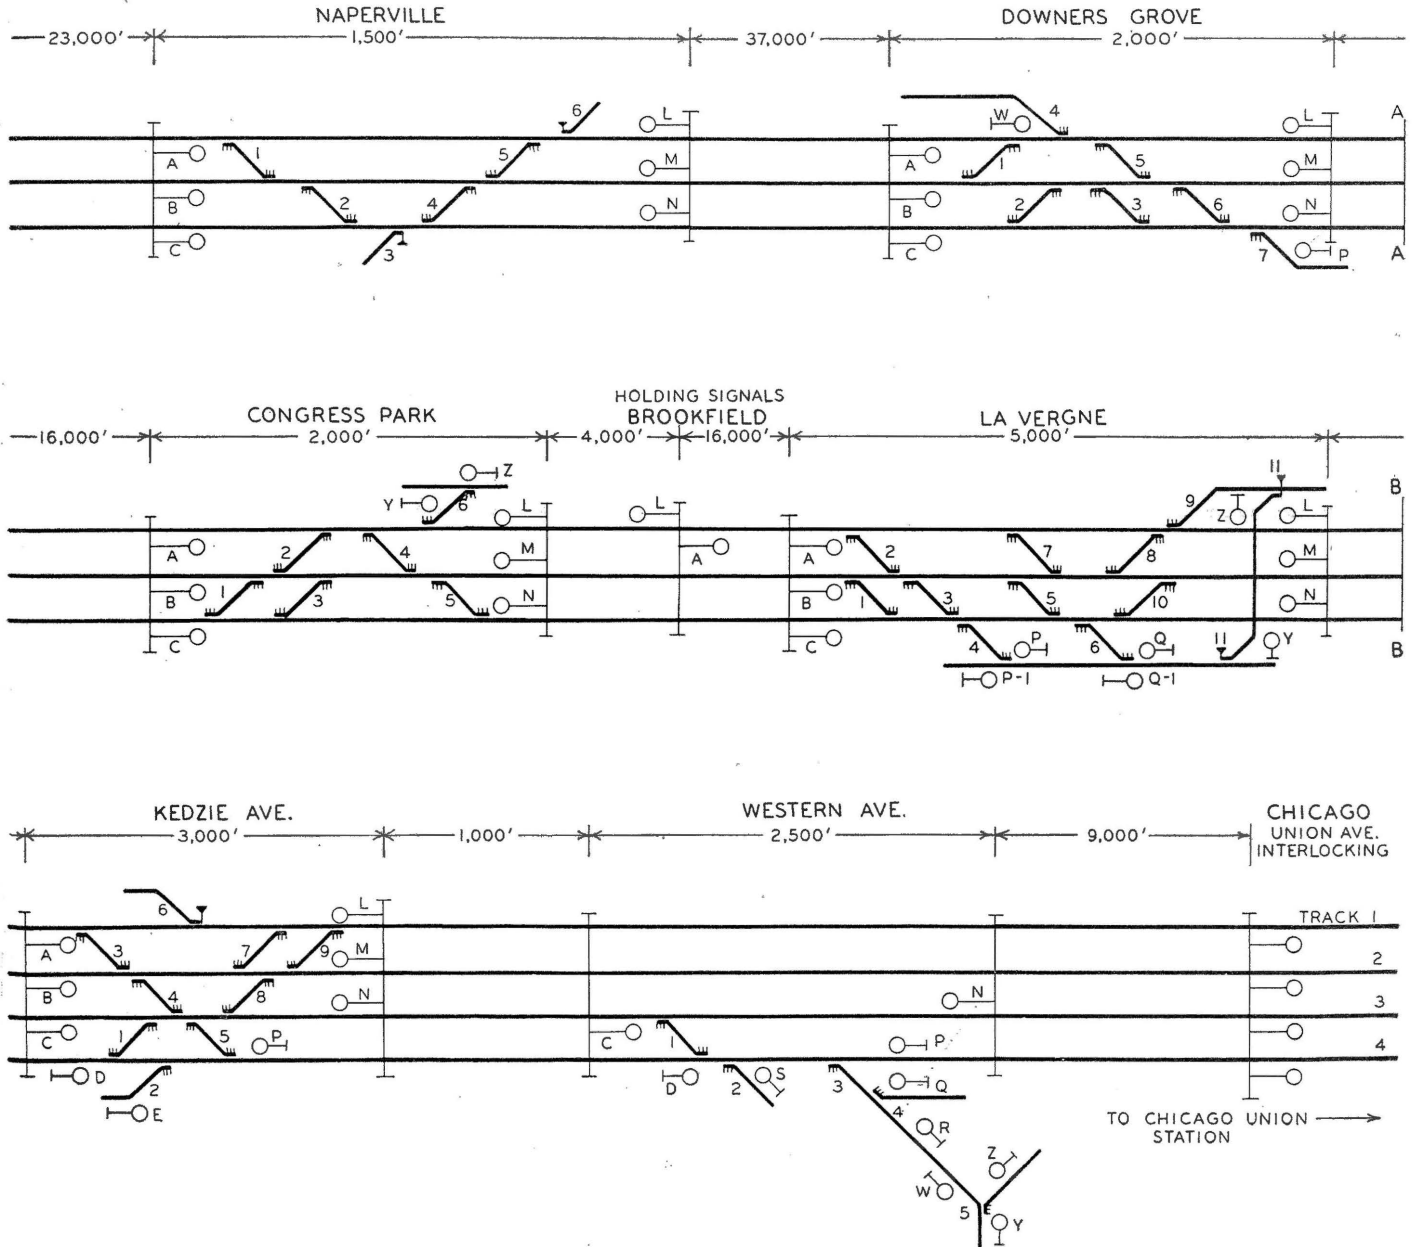 NAPERVILLE
DOWNERS GROVE
23,000'
1,500'
37,000'
2,000'
6
L
W
4
L
A
A
1
5
M
A
1
5
M
B
2
4
N
B
2
3
6
N
C
3
C
7
P
A
HOLDING SIGNALS
CONGRESS PARK
BROOKFIELD
LA VERGNE
16,000'
2,000'
4,000'
16,000'
5,000'
Z
11
B
Y
6
L
L
9
Z
L
A
2
4
M
A
A
2
7
8
M
B
1
3
5
N
B
1
3
5
10
N
C
C
4
P
6
Q
11
Y
B
P-1
Q-1
KEDZIE AVE.
WESTERN AVE.
CHICAGO
3,000'
1,000'
2,500'
9,000'
UNION AVE.
INTERLOCKING
6
L
TRACK 1
A
3
7
9
M
2
B
4
8
N
N
3
C
1
5
P
C
1
P
4
D
2
D
2
S
3
Q
E
4
R
TO CHICAGO UNION
STATION
W
Z
5
Y